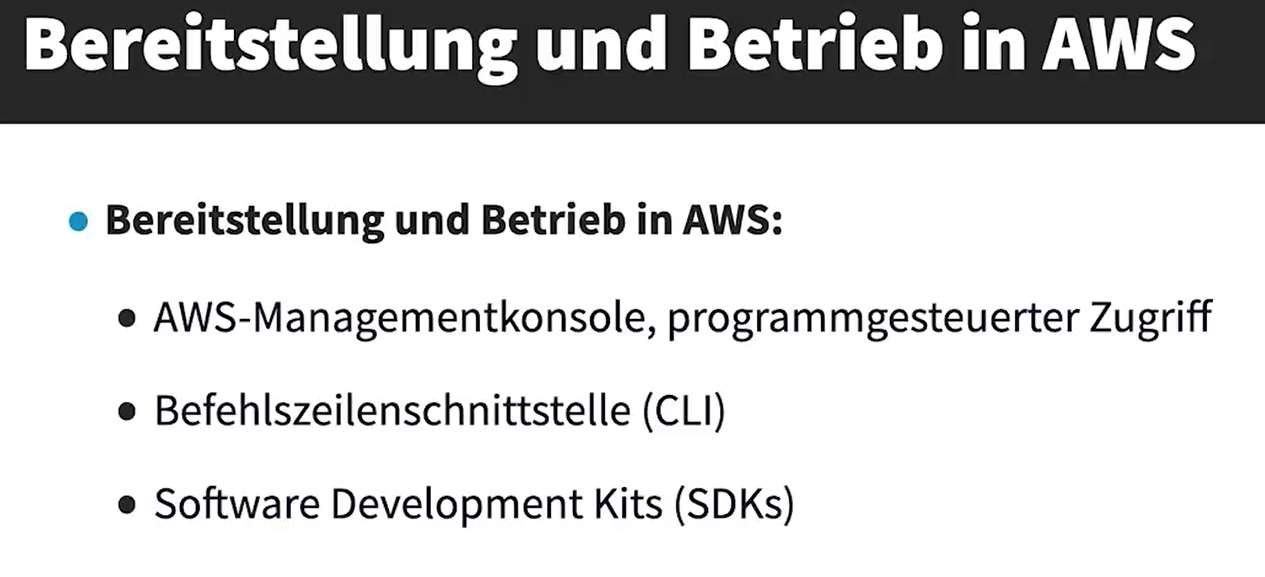 Bereitstellung und Betrieb in AWS
Bereitstellung und Betrieb in AWS:
AWS-Managementkonsole, programmgesteuerter Zugriff
Befehlszeilenschnittstelle (CLI)
Software Development Kits (SDKs)